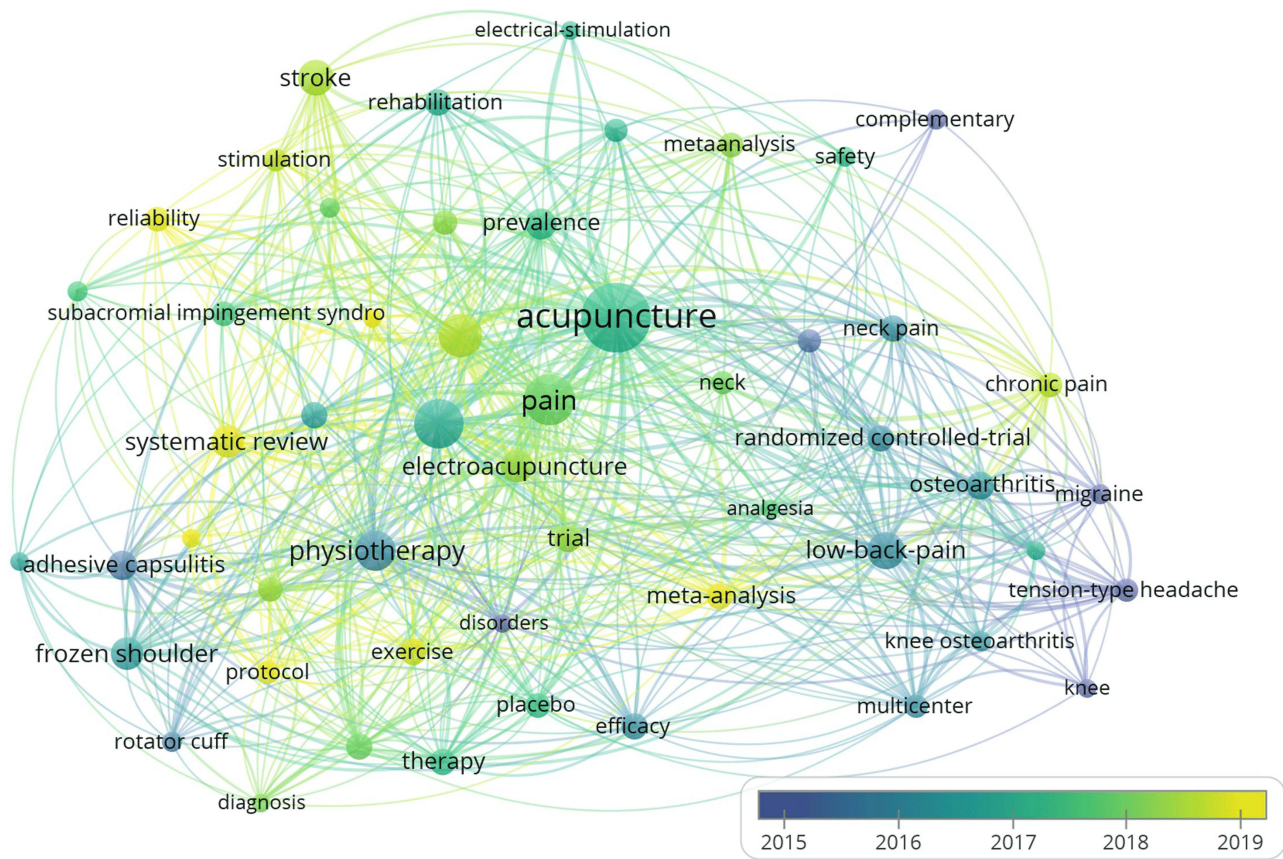 electrical-stimulation
stroke
rehabilitation
complementary
metaanalysis
safety
stimulation
reliability
prevalence
subacromial impingement syndro
acupuncture
neck pain
neck
chronic pain
pain
systematic review
randomized controlled-trial
electroacupuncture
osteoarthritis
migraine
analgesia
trial
physiotherapy
low-back-pain
adhesive capsulitis
meta-analysis
tension-type headache
disorders
knee osteoarthritis
frozen shoulder
exercise
protocol
knee
placebo
multicenter
efficacy
rotator cuff
therapy
diagnosis
2015 2016 2017 2018 2019